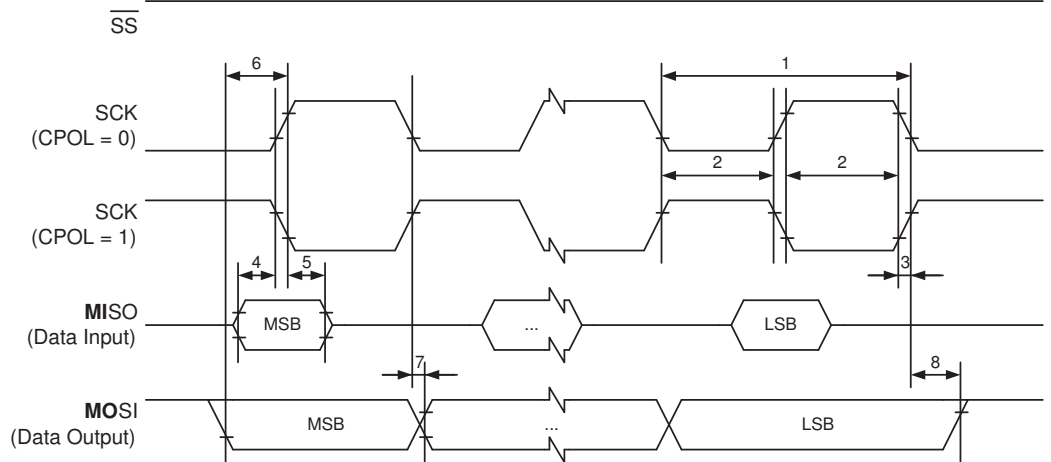 SS
6
1
SCK
(CPOL = 0)
2
2
SCK
(CPOL = 1)
4
5
3
MISO
(Data Input)
MSB
...
LSB
7
8
MOSI
(Data Output)
MSB
...
LSB